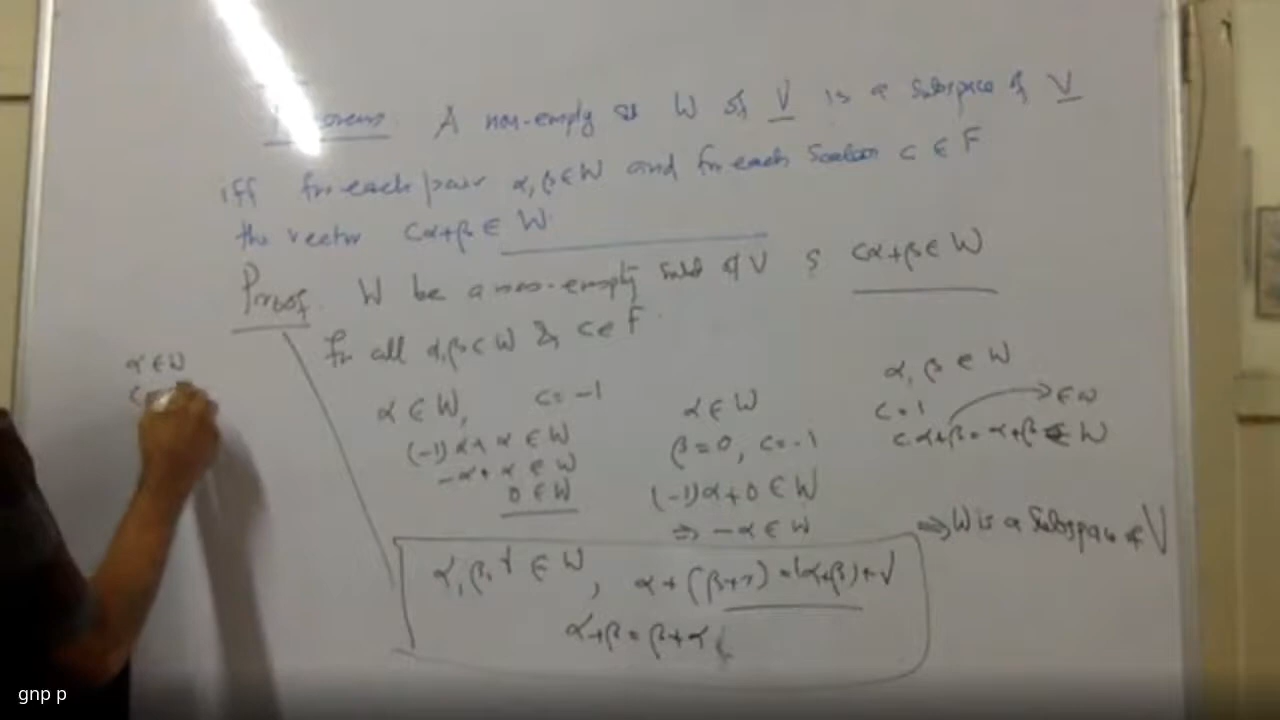 Theorem. A non-empty set W of V is a subspace of V
iff for each pair α, β ∈ W and for each scalar c ∈ F
the vector cα+β ∈ W.
Proof. W be a non-empty subset of V & cα+β ∈ W
for all α, β ∈ W & c ∈ F.
α ∈ W
α ∈ W, c = -1
(-1)α + α ∈ W
-α + α ∈ W
0 ∈ W
α ∈ W
β = 0, c = -1
(-1)α + 0 ∈ W
⇒ -α ∈ W
α, β ∈ W
c = 1 ∈ W
cα+β = α+β ∈ W
⇒ W is a subspace of V
α, β, γ ∈ W, α + (β+γ) = (α+β) + γ
α+β = β+α
gnp p